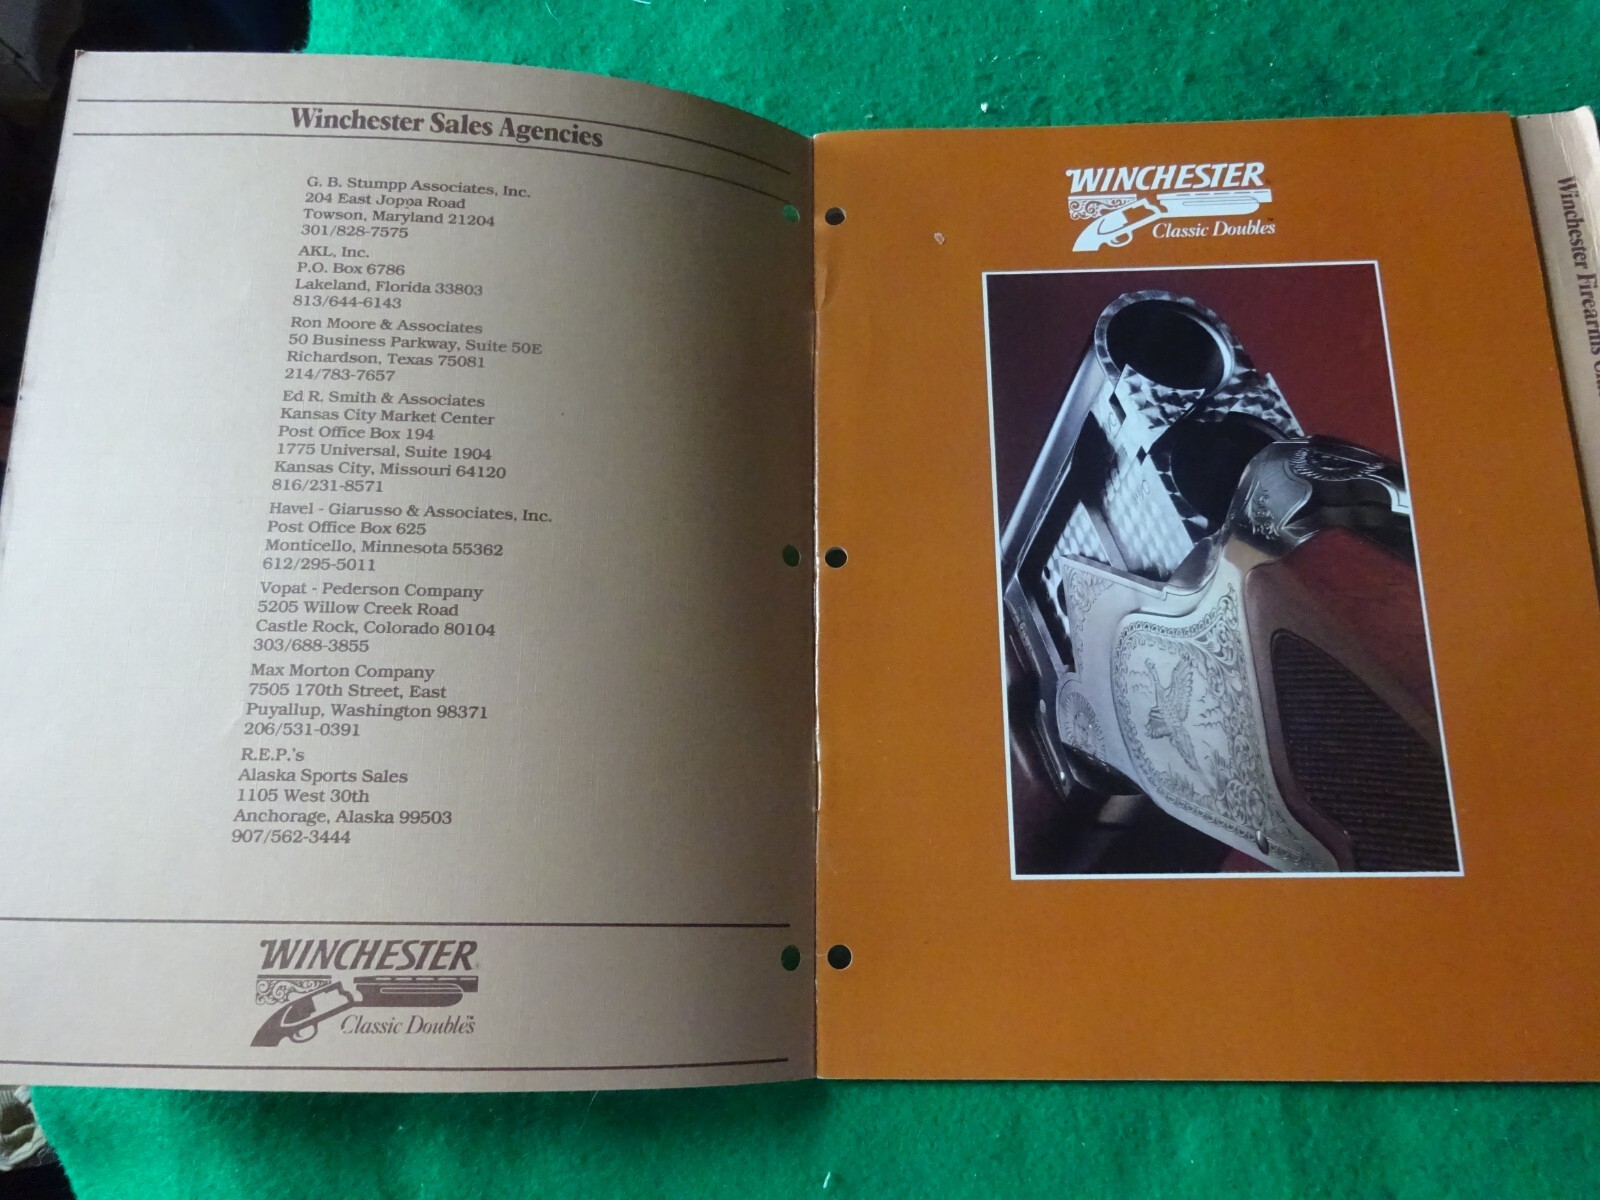 Winchester Sales Agencies
G. B. Stumpp Associates, Inc.
204 East Joppa Road
Towson, Maryland 21204
301/828-7575
AKL, Inc.
P.O. Box 6786
Lakeland, Florida 33803
813/644-6143
Ron Moore & Associates
50 Business Parkway, Suite 50E
Richardson, Texas 75081
214/783-7657
Ed R. Smith & Associates
Kansas City Market Center
Post Office Box 194
1775 Universal, Suite 1904
Kansas City, Missouri 64120
816/231-8571
Havel - Giarusso & Associates, Inc.
Post Office Box 625
Monticello, Minnesota 55362
612/295-5011
Vopat - Pederson Company
5205 Willow Creek Road
Castle Rock, Colorado 80104
303/688-3855
Max Morton Company
7505 170th Street, East
Puyallup, Washington 98371
206/531-0391
R.E.P.'s
Alaska Sports Sales
1105 West 30th
Anchorage, Alaska 99503
907/562-3444
WINCHESTER
Classic Doubles™
WINCHESTER
Classic Doubles™
Winchester Firearms